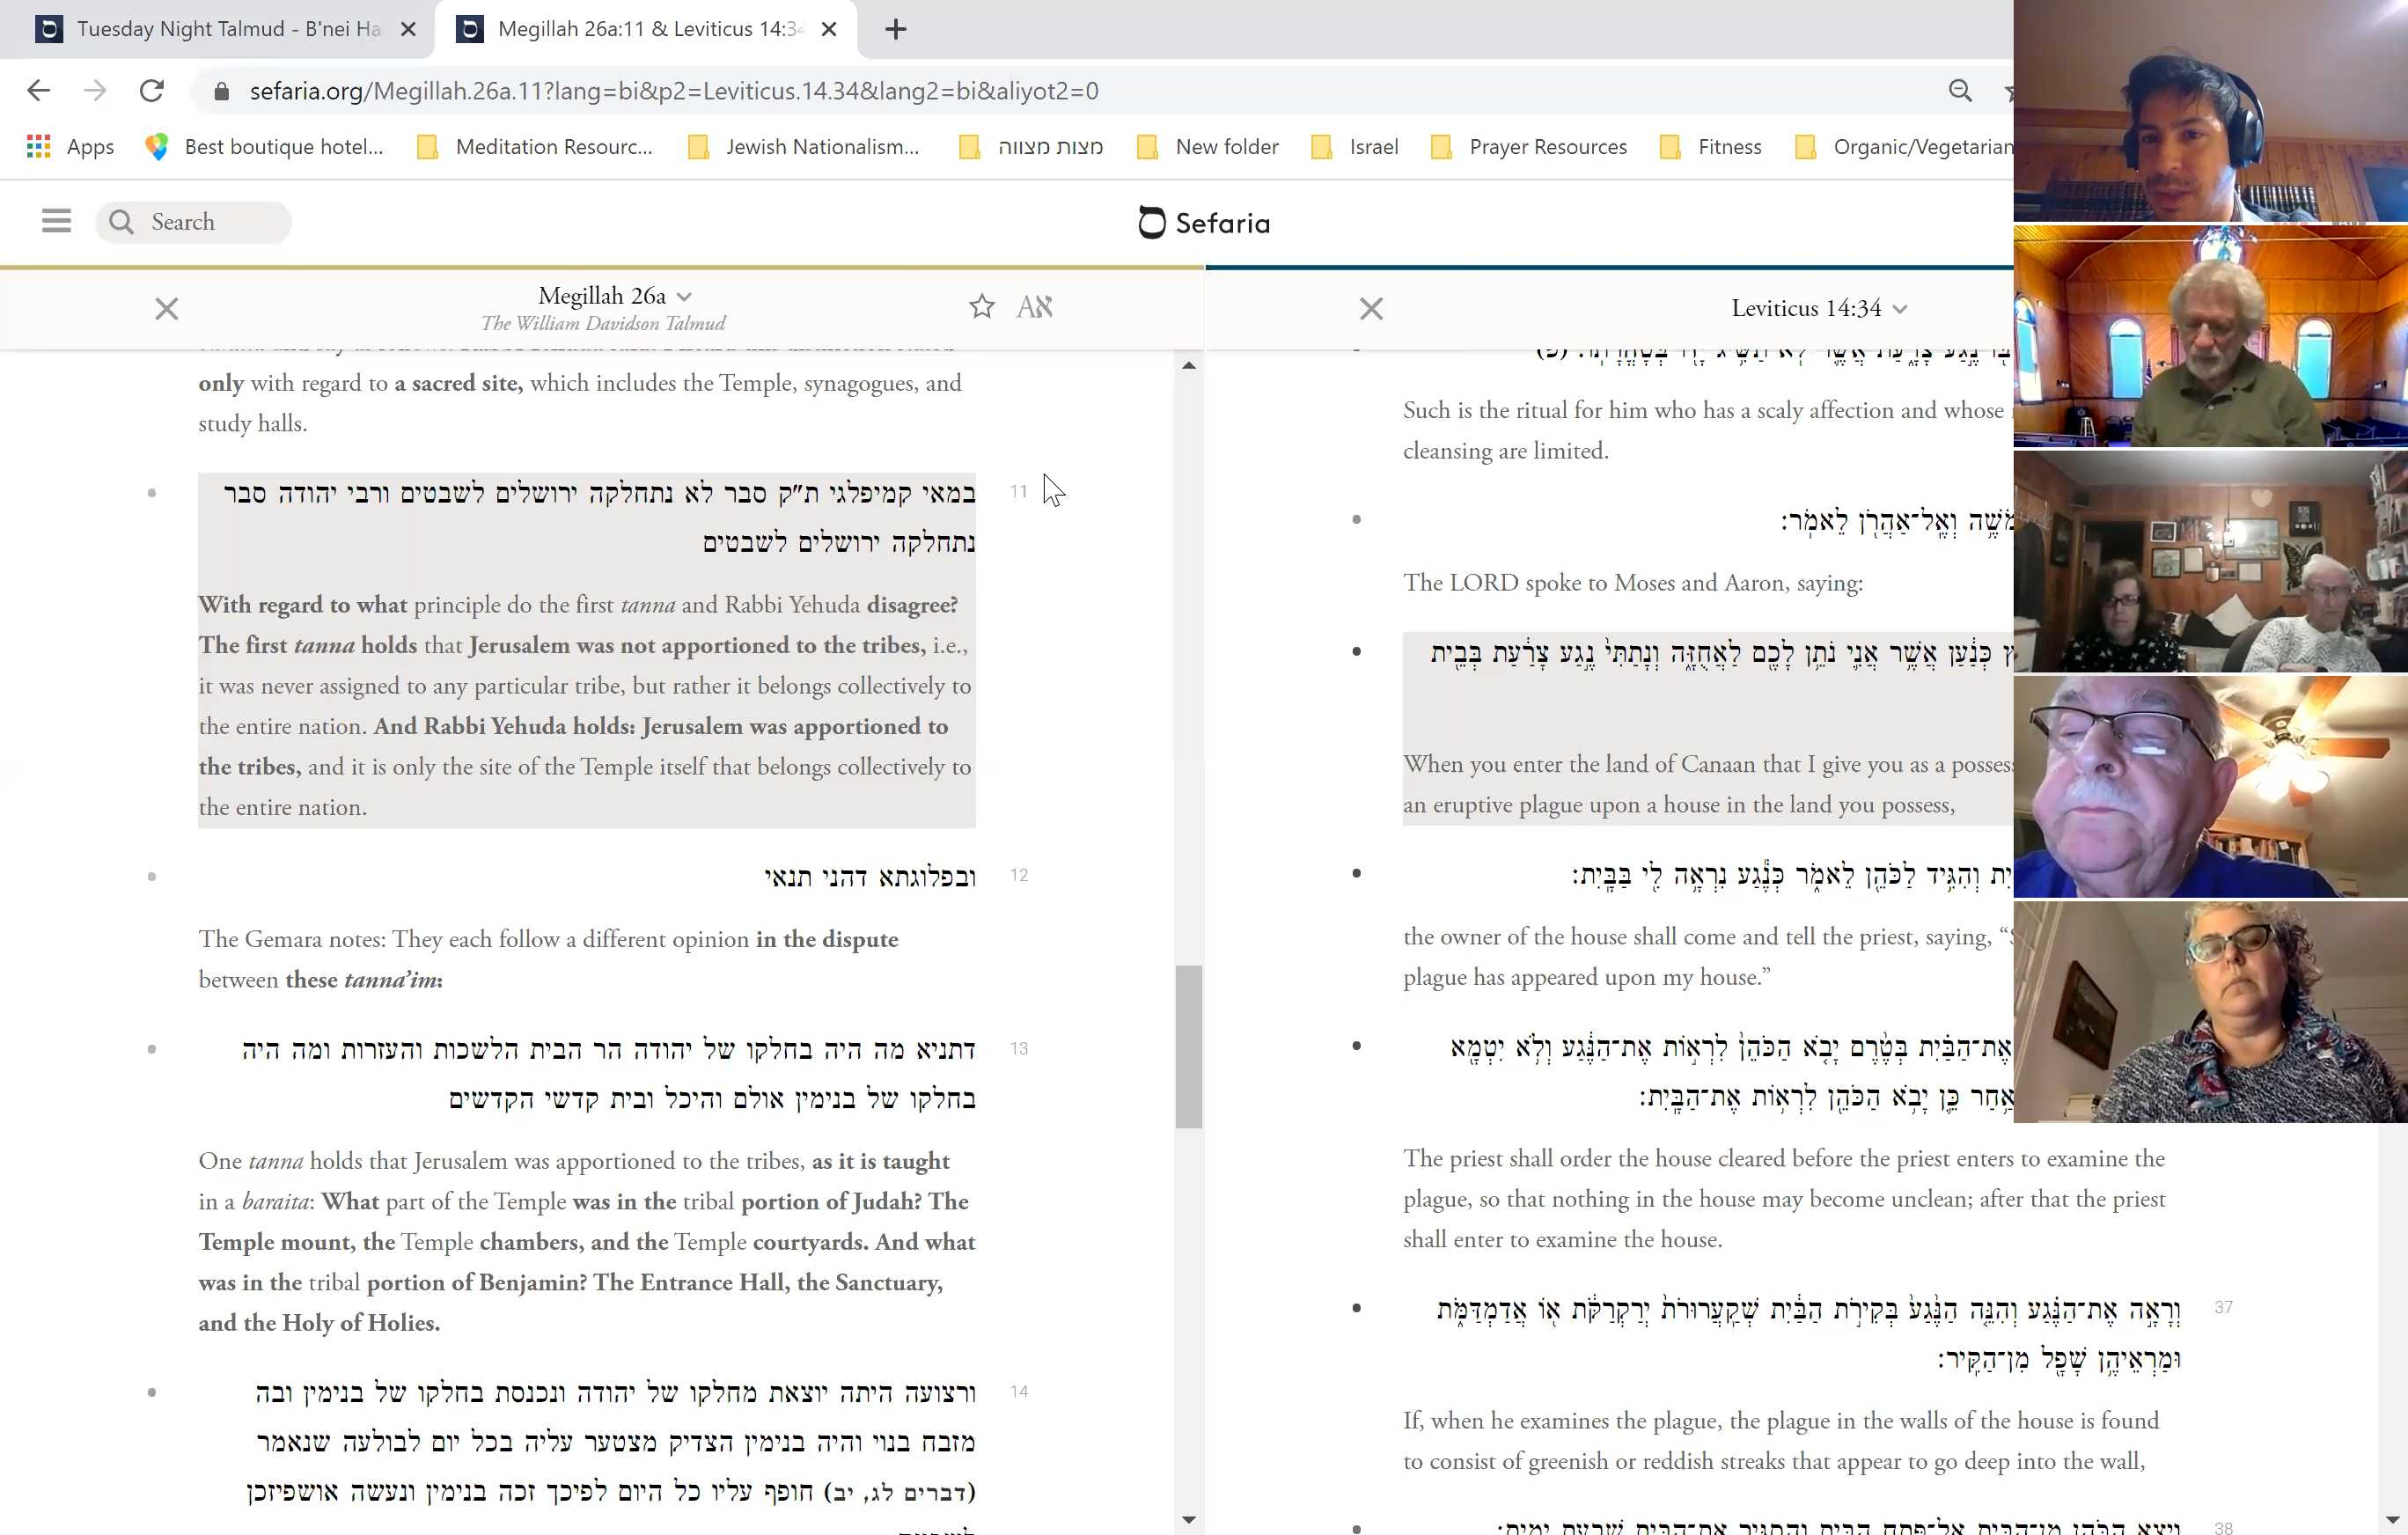 Tuesday Night Talmud - B'nei Ha
Megillah 26a:11 & Leviticus 14:34
sefaria.org/Megillah.26a.11?lang=bi&p2=Leviticus.14.34&lang2=bi&aliyot2=0
Apps
Best boutique hotel...
Meditation Resourc...
Jewish Nationalism...
מצות מצווה
New folder
Israel
Prayer Resources
Fitness
Organic/Vegetarian
Search
Sefaria
Megillah 26a
The William Davidson Talmud
Aא
only with regard to a sacred site, which includes the Temple, synagogues, and
study halls.
11
במאי קמיפלגי ת"ק סבר לא נתחלקה ירושלים לשבטים ורבי יהודה סבר
נתחלקה ירושלים לשבטים
With regard to what principle do the first tanna and Rabbi Yehuda disagree?
The first tanna holds that Jerusalem was not apportioned to the tribes, i.e.,
it was never assigned to any particular tribe, but rather it belongs collectively to
the entire nation. And Rabbi Yehuda holds: Jerusalem was apportioned to
the tribes, and it is only the site of the Temple itself that belongs collectively to
the entire nation.
12
ובפלוגתא דהני תנאי
The Gemara notes: They each follow a different opinion in the dispute
between these tanna'im:
13
דתניא מה היה בחלקו של יהודה הר הבית הלשכות והעזרות ומה היה
בחלקו של בנימין אולם והיכל ובית קדשי הקדשים
One tanna holds that Jerusalem was apportioned to the tribes, as it is taught
in a baraita: What part of the Temple was in the tribal portion of Judah? The
Temple mount, the Temple chambers, and the Temple courtyards. And what
was in the tribal portion of Benjamin? The Entrance Hall, the Sanctuary,
and the Holy of Holies.
14
ורצועה היתה יוצאת מחלקו של יהודה ונכנסת בחלקו של בנימין ובה
מזבח בנוי והיה בנימין הצדיק מצטער עליה בכל יום לבולעה שנאמר
(דברים לג, יב) חופף עליו כל היום לפיכך זכה בנימין ונעשה אושפיזכן
Leviticus 14:34
Such is the ritual for him who has a scaly affection and whose
cleansing are limited.
מֹשֶׁה וְאֶל־אַהֲרֹן לֵאמֹר׃
The LORD spoke to Moses and Aaron, saying:
כְּנַעַן אֲשֶׁר אֲנִי נֹתֵן לָכֶם לַאֲחֻזָּה וְנָתַתִּי נֶגַע צָרַעַת בְּבֵית
When you enter the land of Canaan that I give you as a posses
an eruptive plague upon a house in the land you possess,
וְהִגִּיד לַכֹּהֵן לֵאמֹר כְּנֶגַע נִרְאָה לִי בַּבָּיִת׃
the owner of the house shall come and tell the priest, saying, “
plague has appeared upon my house.”
אֶת־הַבַּיִת בְּטֶרֶם יָבֹא הַכֹּהֵן לִרְאוֹת אֶת־הַנֶּגַע וְלֹא יִטְמָא
אַחַר כֵּן יָבֹא הַכֹּהֵן לִרְאוֹת אֶת־הַבָּיִת׃
The priest shall order the house cleared before the priest enters to examine the
plague, so that nothing in the house may become unclean; after that the priest
shall enter to examine the house.
37
וְרָאָה אֶת־הַנֶּגַע וְהִנֵּה הַנֶּגַע בְּקִירֹת הַבַּיִת שְׁקַעֲרוּרֹת יְרַקְרַקֹּת אוֹ אֲדַמְדַּמֹּת
וּמַרְאֵיהֶן שָׁפָל מִן־הַקִּיר׃
If, when he examines the plague, the plague in the walls of the house is found
to consist of greenish or reddish streaks that appear to go deep into the wall,
38